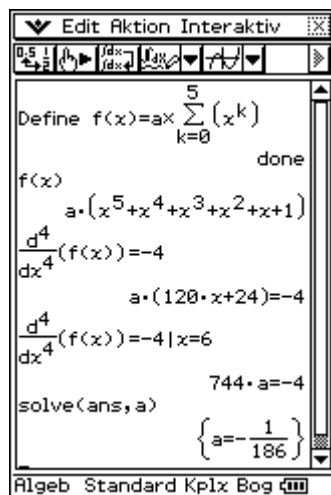 Edit Aktion Interaktiv
Define f(x)=a×∑_{k=0}^{5}(x^k)
done
f(x)
a·(x^5+x^4+x^3+x^2+x+1)
d^4/dx^4(f(x))=-4
a·(120·x+24)=-4
d^4/dx^4(f(x))=-4|x=6
744·a=-4
solve(ans,a)
{a=-1/186}
Algeb Standard Kplx Bog